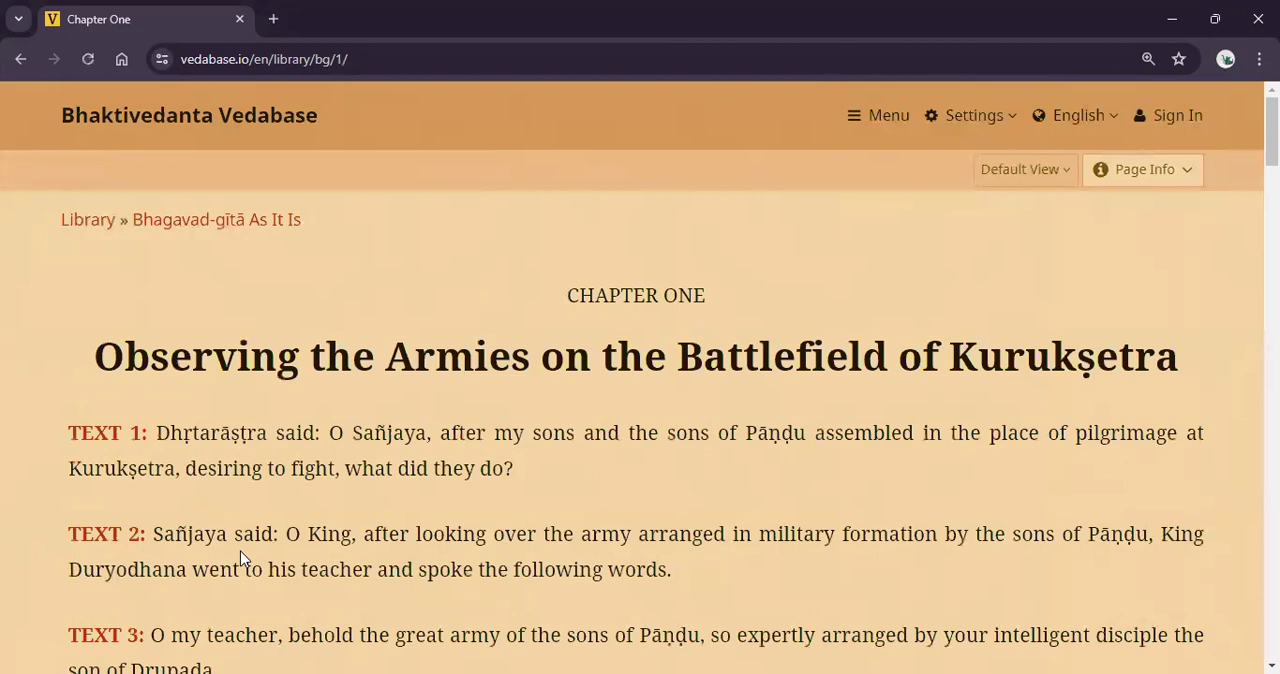 Chapter One
vedabase.io/en/library/bg/1/
Bhaktivedanta Vedabase
Menu Settings English Sign In
Default View Page Info
Library » Bhagavad-gītā As It Is
CHAPTER ONE
Observing the Armies on the Battlefield of Kurukṣetra
TEXT 1: Dhṛtarāṣṭra said: O Sañjaya, after my sons and the sons of Pāṇḍu assembled in the place of pilgrimage at
Kurukṣetra, desiring to fight, what did they do?
TEXT 2: Sañjaya said: O King, after looking over the army arranged in military formation by the sons of Pāṇḍu, King
Duryodhana went to his teacher and spoke the following words.
TEXT 3: O my teacher, behold the great army of the sons of Pāṇḍu, so expertly arranged by your intelligent disciple the
son of Drupada.